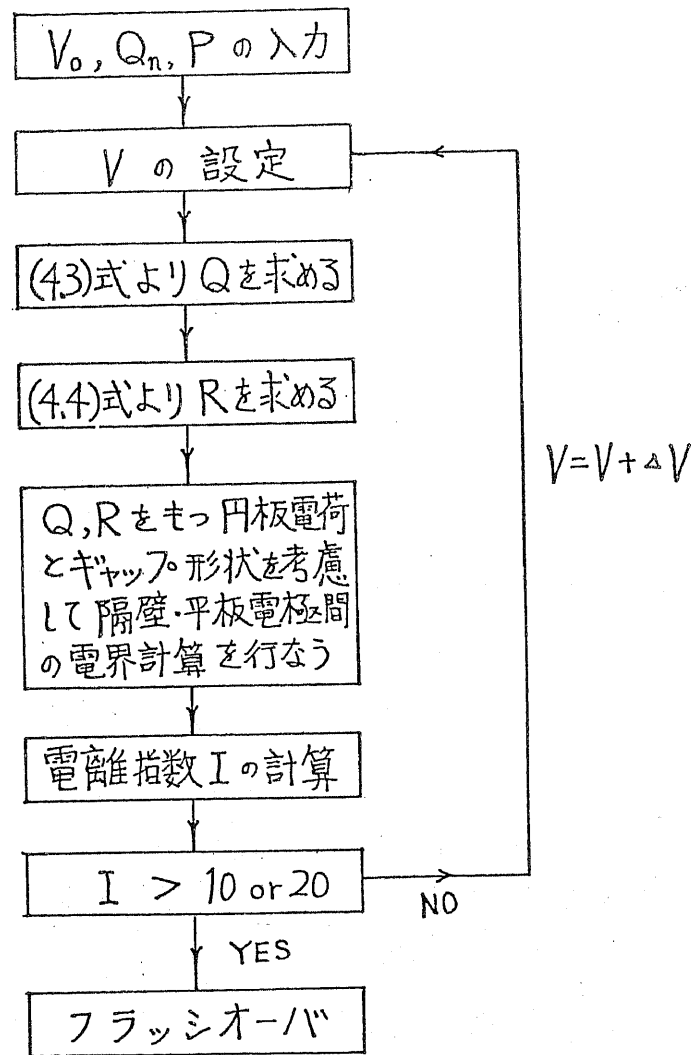 V₀, Qₙ, P の入力
V の 設定
(4.3)式より Qを求める
(4.4)式より Rを求める
V=V+ΔV
Q,Rをもつ円板電荷
とギャップ形状を考慮
して隔壁・平板電極間
の電界計算を行なう
電離指数 I の計算
I > 10 or 20
NO
YES
フラッシオーバ